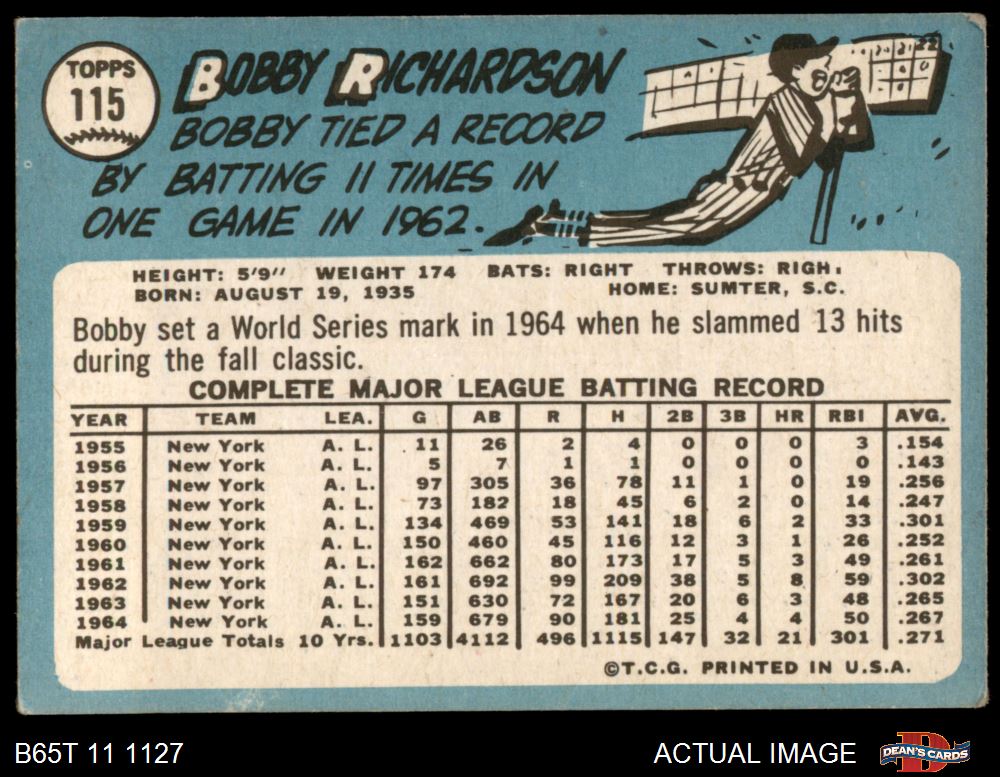 TOPPS
115
BOBBY RICHARDSON
BOBBY TIED A RECORD
BY BATTING 11 TIMES IN
ONE GAME IN 1962.
22
HEIGHT: 5'9" WEIGHT 174 BATS: RIGHT THROWS: RIGH.
BORN: AUGUST 19, 1935 HOME: SUMTER, S.C.
Bobby set a World Series mark in 1964 when he slammed 13 hits
during the fall classic.
COMPLETE MAJOR LEAGUE BATTING RECORD
YEAR TEAM LEA. G AB R H 2B 3B HR RBI AVG.
1955 New York A. L. 11 26 2 4 0 0 0 3 .154
1956 New York A. L. 5 7 1 1 0 0 0 0 .143
1957 New York A. L. 97 305 36 78 11 1 0 19 .256
1958 New York A. L. 73 182 18 45 6 2 0 14 .247
1959 New York A. L. 134 469 53 141 18 6 2 33 .301
1960 New York A. L. 150 460 45 116 12 3 1 26 .252
1961 New York A. L. 162 662 80 173 17 5 3 49 .261
1962 New York A. L. 161 692 99 209 38 5 8 59 .302
1963 New York A. L. 151 630 72 167 20 6 3 48 .265
1964 New York A. L. 159 679 90 181 25 4 4 50 .267
Major League Totals 10 Yrs. 1103 4112 496 1115 147 32 21 301 .271
©T.C.G. PRINTED IN U.S.A.
B65T 11 1127
ACTUAL IMAGE
DEAN'S CARDS